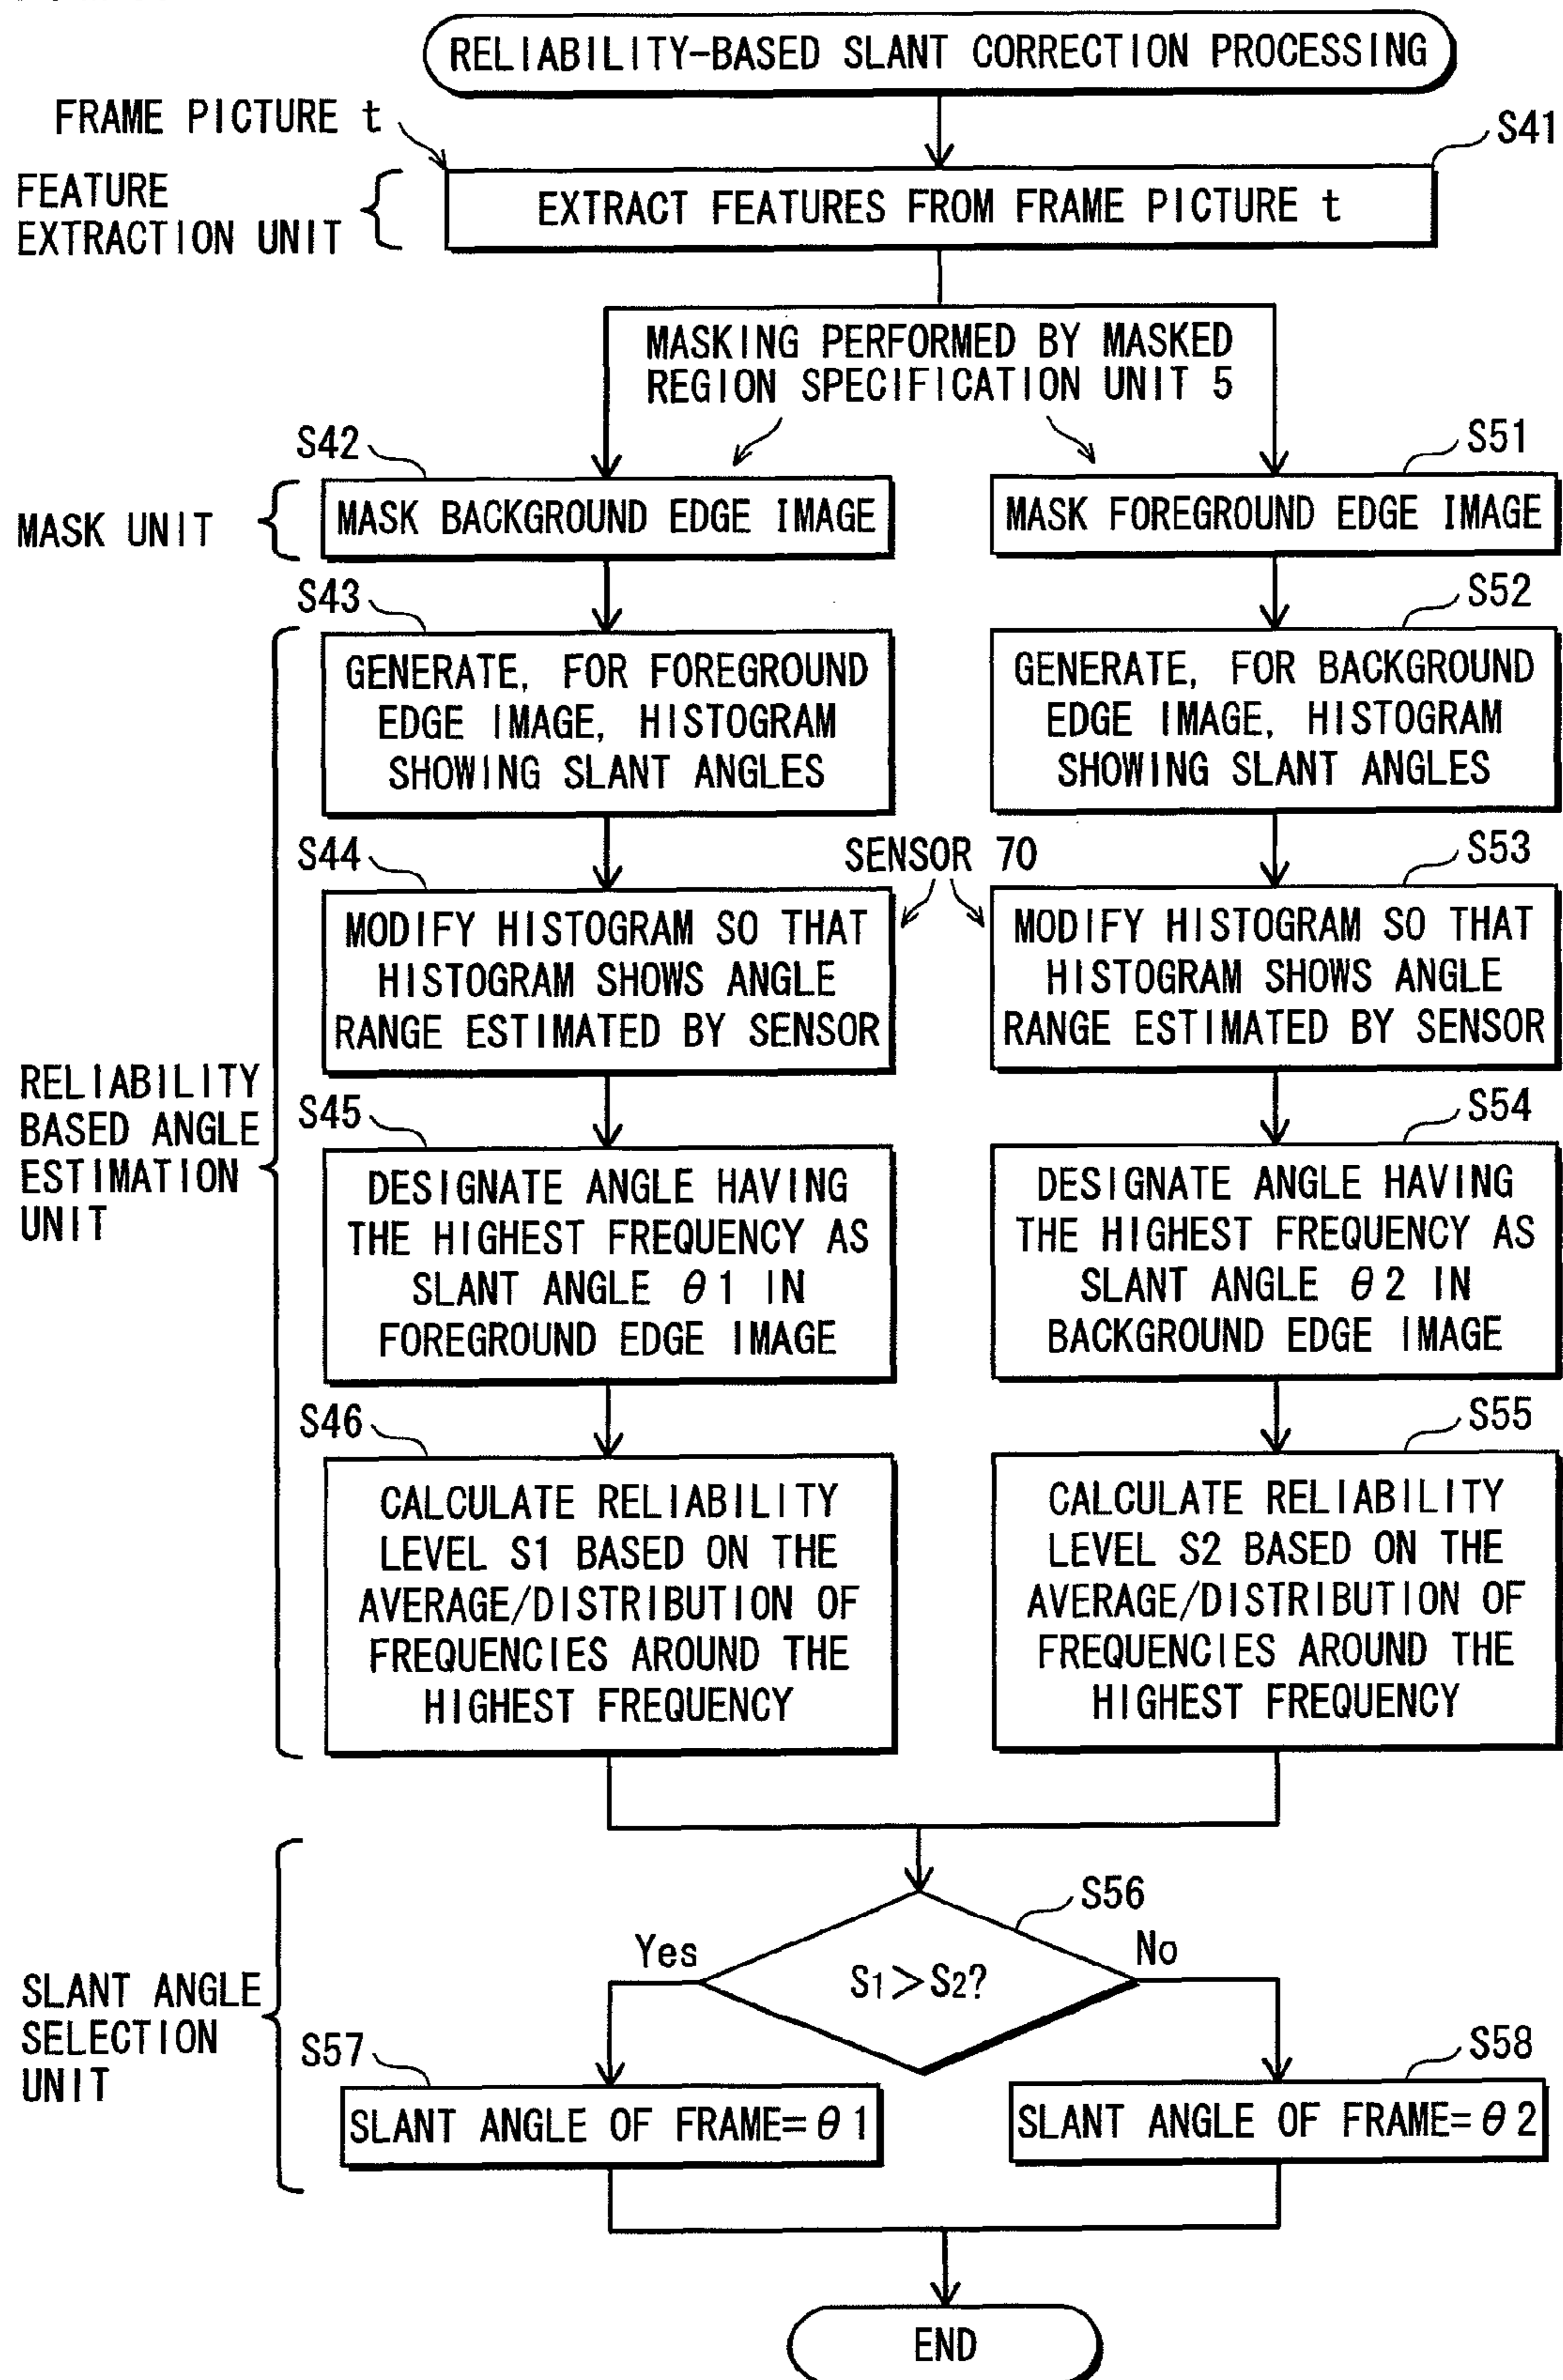 RELIABILITY-BASED SLANT CORRECTION PROCESSING
FRAME PICTURE t
S41
FEATURE
EXTRACTION UNIT
EXTRACT FEATURES FROM FRAME PICTURE t
MASKING PERFORMED BY MASKED
REGION SPECIFICATION UNIT 5
S42
S51
MASK UNIT
MASK BACKGROUND EDGE IMAGE
MASK FOREGROUND EDGE IMAGE
S43
S52
GENERATE, FOR FOREGROUND
EDGE IMAGE, HISTOGRAM
SHOWING SLANT ANGLES
GENERATE, FOR BACKGROUND
EDGE IMAGE, HISTOGRAM
SHOWING SLANT ANGLES
S44
SENSOR 70
S53
MODIFY HISTOGRAM SO THAT
HISTOGRAM SHOWS ANGLE
RANGE ESTIMATED BY SENSOR
MODIFY HISTOGRAM SO THAT
HISTOGRAM SHOWS ANGLE
RANGE ESTIMATED BY SENSOR
RELIABILITY
BASED ANGLE
ESTIMATION
UNIT
S45
S54
DESIGNATE ANGLE HAVING
THE HIGHEST FREQUENCY AS
SLANT ANGLE θ1 IN
FOREGROUND EDGE IMAGE
DESIGNATE ANGLE HAVING
THE HIGHEST FREQUENCY AS
SLANT ANGLE θ2 IN
BACKGROUND EDGE IMAGE
S46
S55
CALCULATE RELIABILITY
LEVEL S1 BASED ON THE
AVERAGE/DISTRIBUTION OF
FREQUENCIES AROUND THE
HIGHEST FREQUENCY
CALCULATE RELIABILITY
LEVEL S2 BASED ON THE
AVERAGE/DISTRIBUTION OF
FREQUENCIES AROUND THE
HIGHEST FREQUENCY
S56
Yes
No
S1>S2?
SLANT ANGLE
SELECTION
UNIT
S57
S58
SLANT ANGLE OF FRAME=θ1
SLANT ANGLE OF FRAME=θ2
END